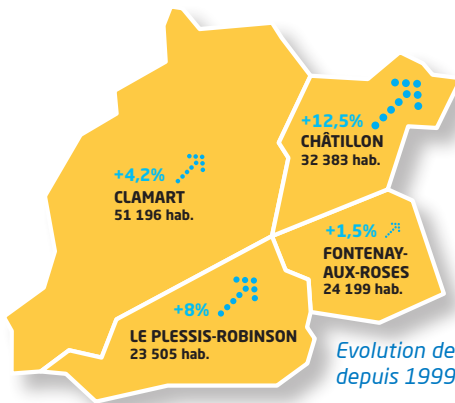 +12,5%
CHÂTILLON
32 383 hab.
+4,2%
CLAMART
51 196 hab.
+1,5%
FONTENAY-
AUX-ROSES
24 199 hab.
+8%
LE PLESSIS-ROBINSON
23 505 hab.
Evolution de
depuis 1999